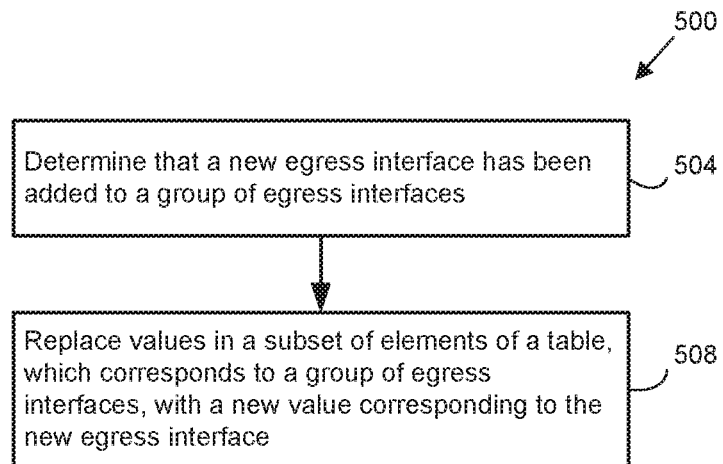 500
Determine that a new egress interface has been
added to a group of egress interfaces
504
Replace values in a subset of elements of a table,
which corresponds to a group of egress
interfaces, with a new value corresponding to the
new egress interface
508